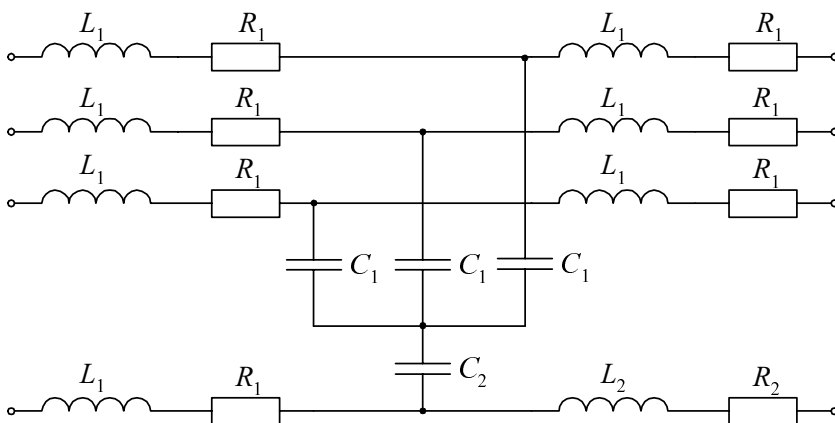 L₁ R₁ L₁ R₁
L₁ R₁ L₁ R₁
L₁ R₁ L₁ R₁
C₁ C₁ C₁
C₂
L₁ R₁ L₂ R₂